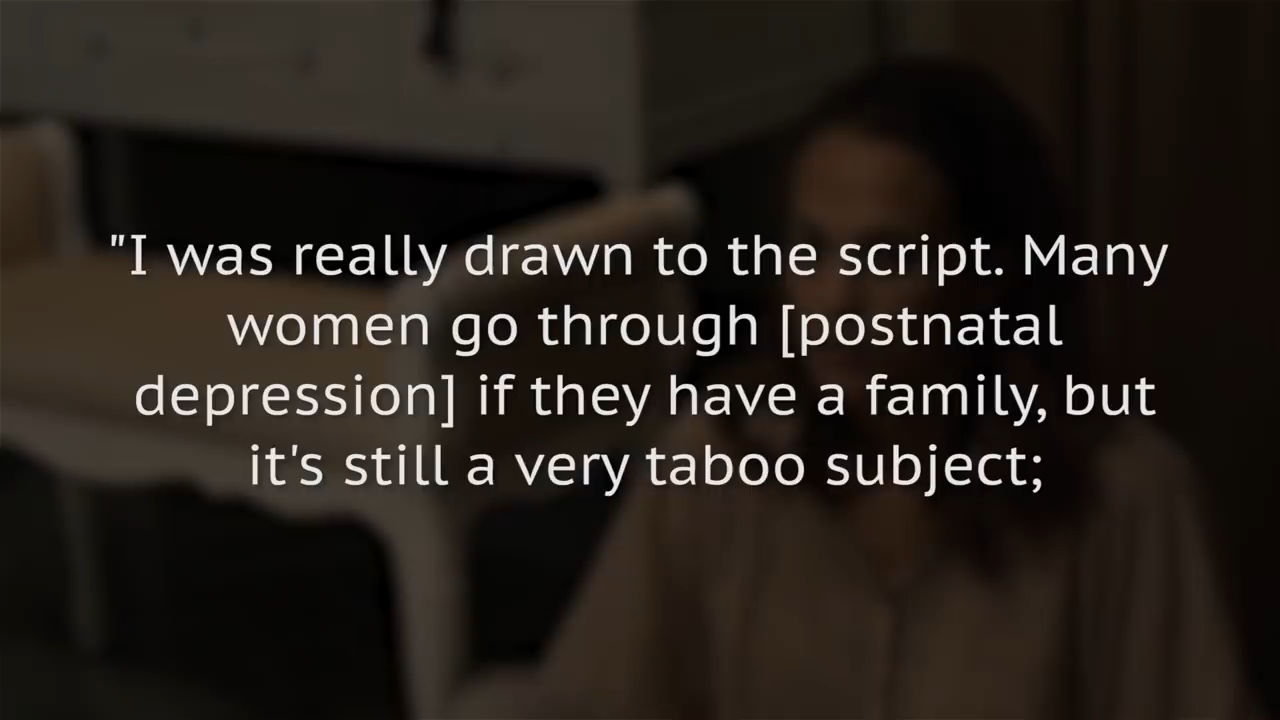 "I was really drawn to the script. Many
women go through [postnatal
depression] if they have a family, but
it's still a very taboo subject;